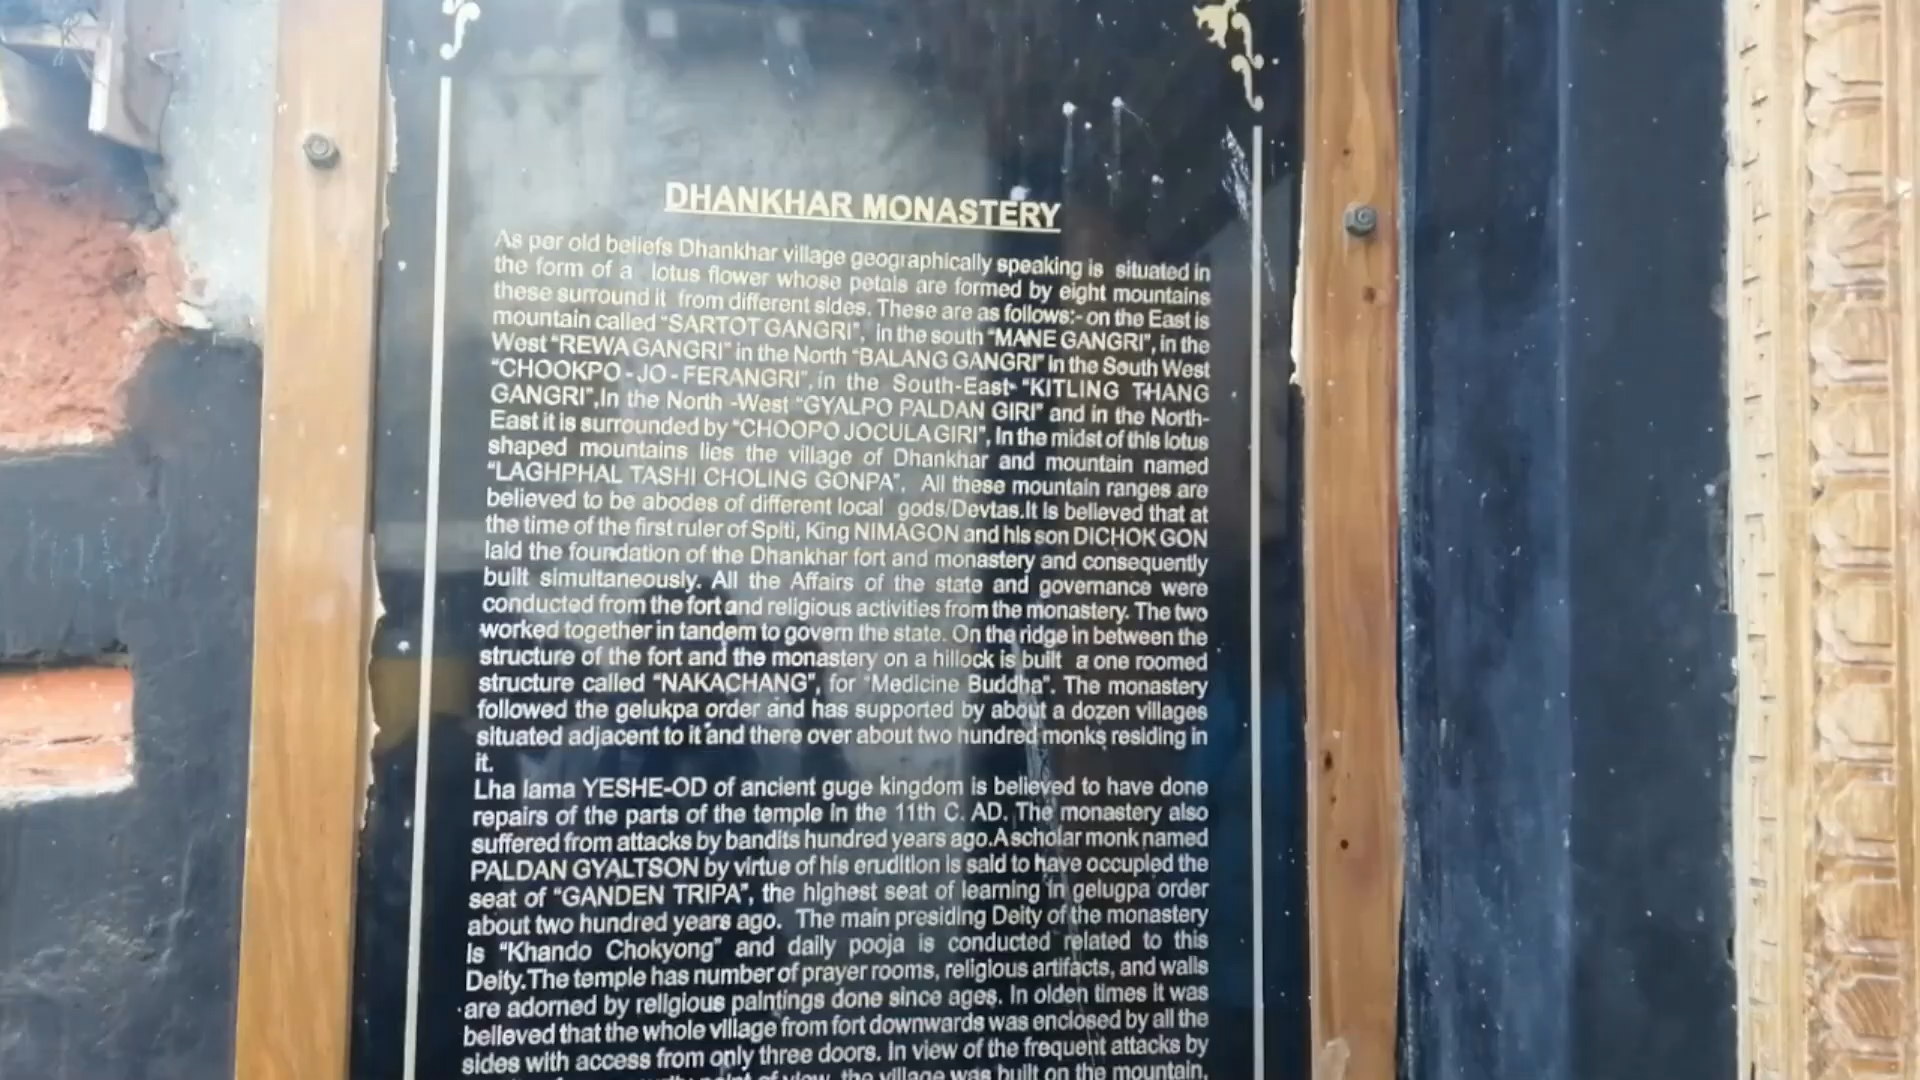 DHANKHAR MONASTERY
As per old beliefs Dhankhar village geographically speaking is situated in
the form of a lotus flower whose petals are formed by eight mountains
these surround it from different sides. These are as follows:- on the East is
mountain called "SARTOT GANGRI", in the south "MANE GANGRI", in the
West "REWA GANGRI" in the North "BALANG GANGRI" in the South West
"CHOOKPO - JO - FERANGRI", in the South-East- "KITLING THANG
GANGRI",In the North -West "GYALPO PALDAN GIRI" and in the North-
East it is surrounded by "CHOOPO JOCULA GIRI", In the midst of this lotus
shaped mountains lies the village of Dhankhar and mountain named
"LAGHPHAL TASHI CHOLING GONPA". All these mountain ranges are
believed to be abodes of different local gods/Devtas.It is believed that at
the time of the first ruler of Spiti, King NIMAGON and his son DICHOK GON
laid the foundation of the Dhankhar fort and monastery and consequently
built simultaneously. All the Affairs of the state and governance were
conducted from the fort and religious activities from the monastery. The two
worked together in tandem to govern the state. On the ridge in between the
structure of the fort and the monastery on a hillock is built a one roomed
structure called "NAKACHANG", for "Medicine Buddha". The monastery
followed the gelukpa order and has supported by about a dozen villages
situated adjacent to it and there over about two hundred monks residing in
it.
Lha lama YESHE-OD of ancient guge kingdom is believed to have done
repairs of the parts of the temple in the 11th C. AD. The monastery also
suffered from attacks by bandits hundred years ago.A scholar monk named
PALDAN GYALTSON by virtue of his erudition is said to have occupied the
seat of "GANDEN TRIPA", the highest seat of learning in gelugpa order
about two hundred years ago. The main presiding Deity of the monastery
is "Khando Chokyong" and daily pooja is conducted related to this
Deity.The temple has number of prayer rooms, religious artifacts, and walls
are adorned by religious paintings done since ages. In olden times it was
believed that the whole village from fort downwards was enclosed by all the
sides with access from only three doors. In view of the frequent attacks by
point of view, the village was built on the mountain,